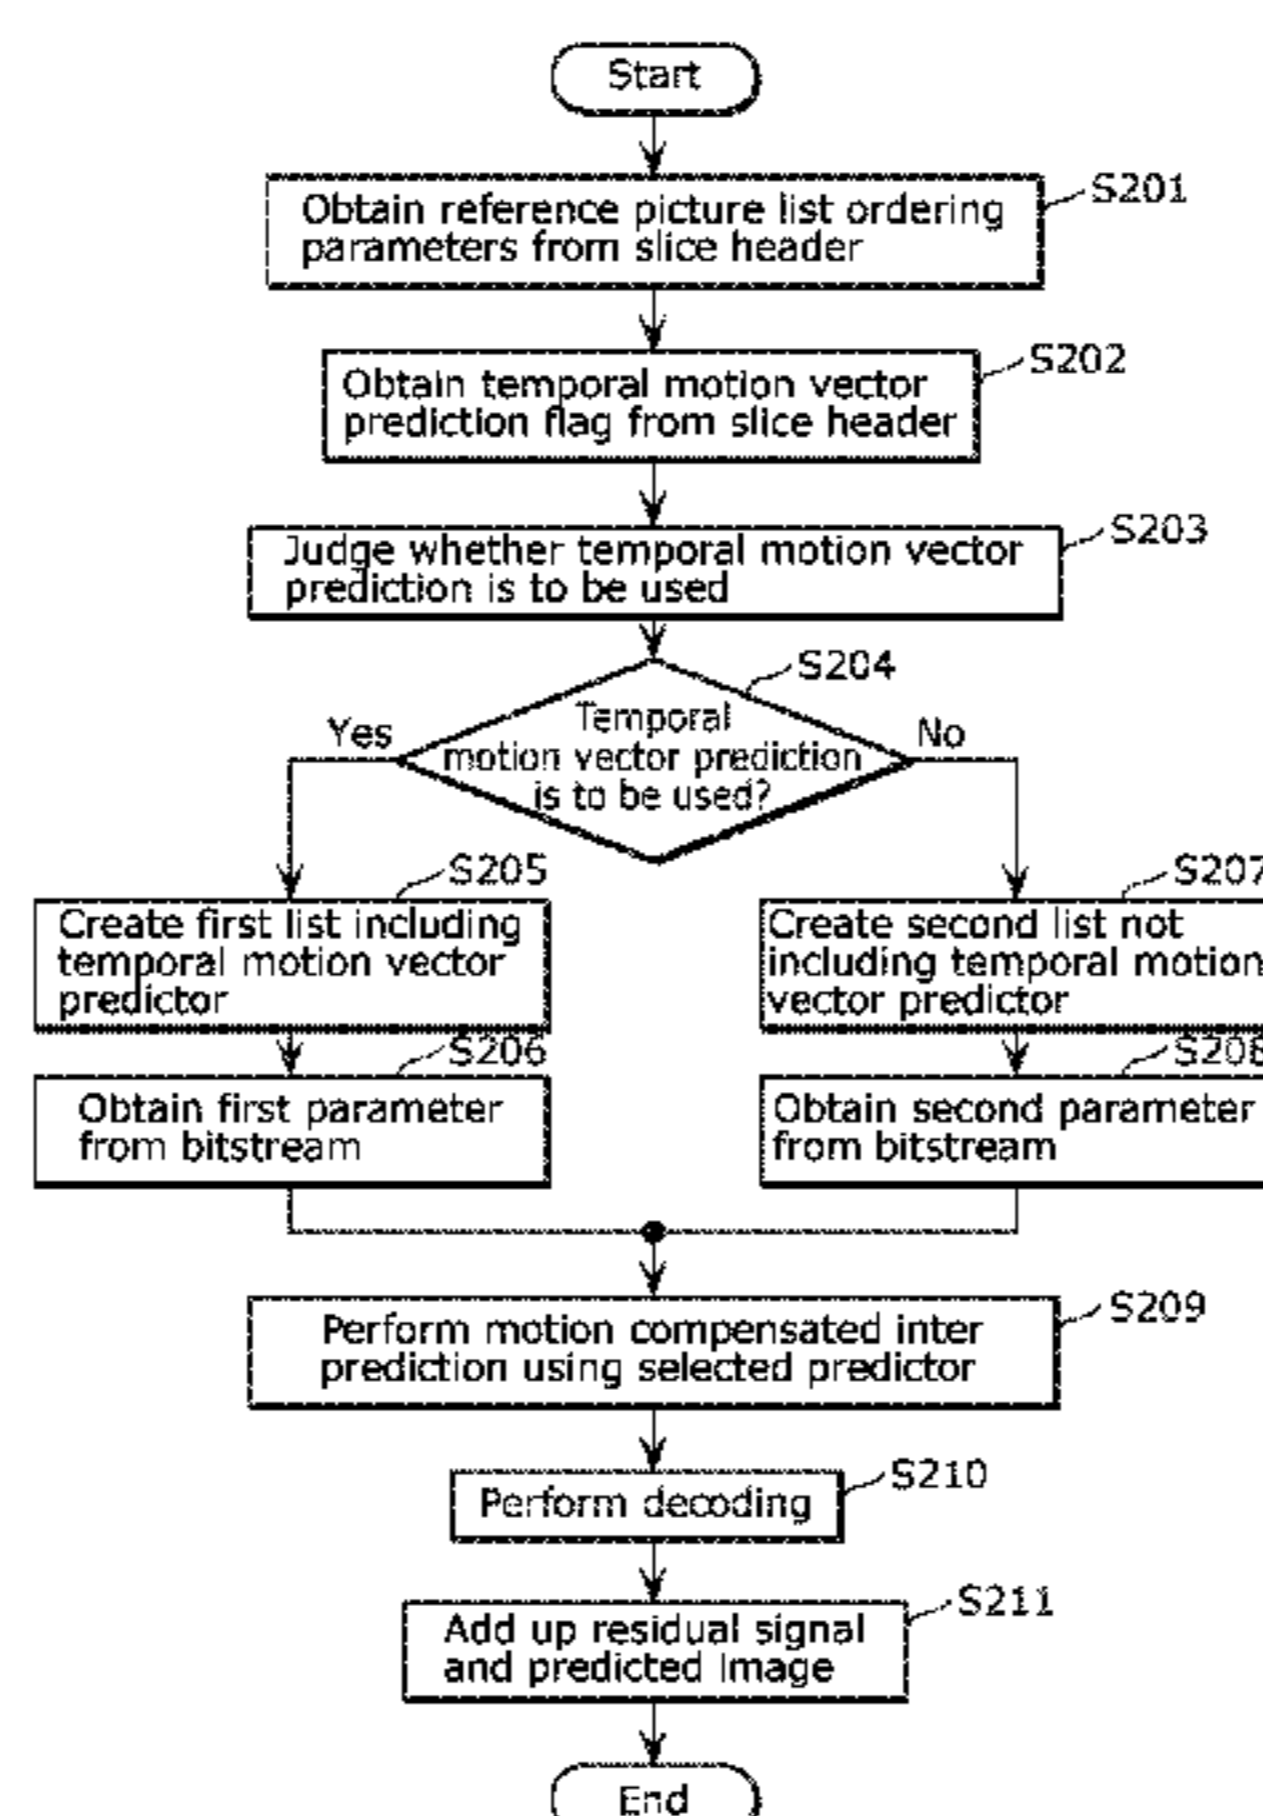 Start
S201
Obtain reference picture list ordering
parameters from slice header
S202
Obtain temporal motion vector
prediction flag from slice header
S203
Judge whether temporal motion vector
prediction is to be used
S204
Temporal
motion vector prediction
is to be used?
Yes
No
S205
Create first list including
temporal motion vector
predictor
S206
Obtain first parameter
from bitstream
S207
Create second list not
including temporal motion
vector predictor
S208
Obtain second parameter
from bitstream
S209
Perform motion compensated inter
prediction using selected predictor
S210
Perform decoding
S211
Add up residual signal
and predicted image
End